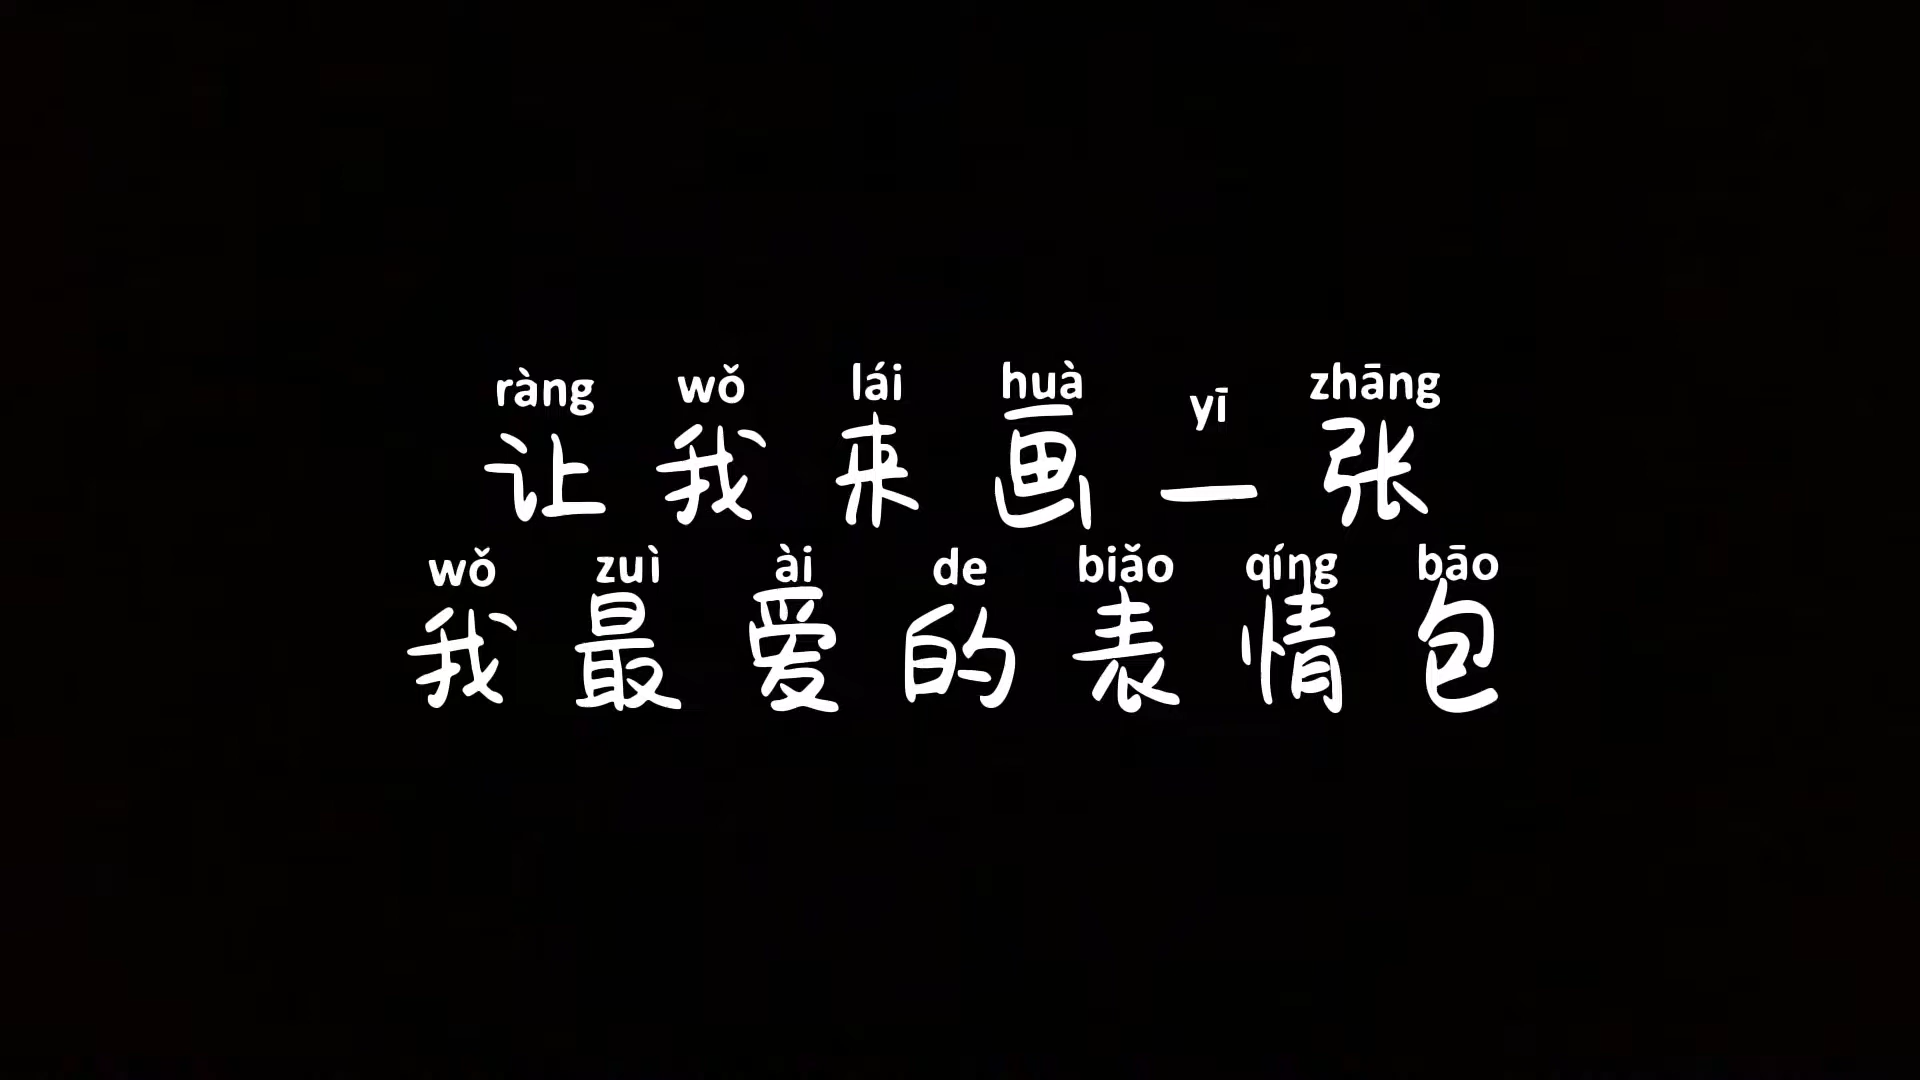 ràng wǒ lái huà yī zhāng
让我来画一张
wǒ zuì ài de biǎo qíng bāo
我最爱的表情包